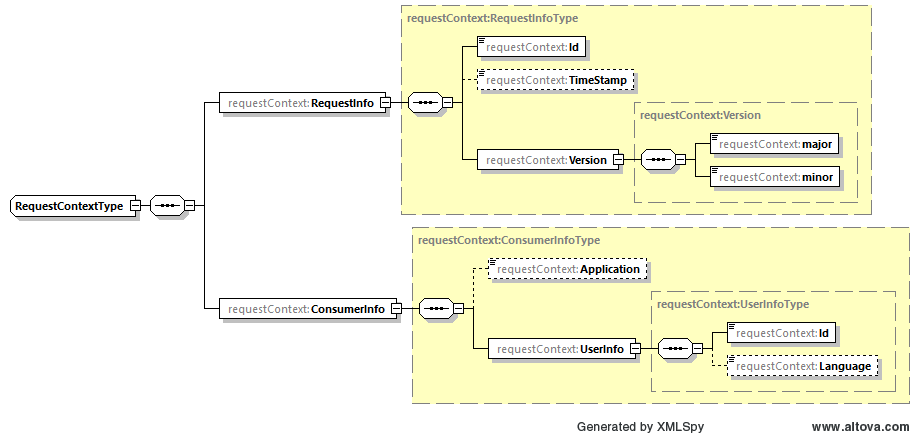 requestContext:RequestInfoType
requestContext:Id
requestContext:TimeStamp
requestContext:RequestInfo
requestContext:Version
requestContext:major
requestContext:Version
requestContext:minor
RequestContextType
requestContext:ConsumerInfoType
requestContext:Application
requestContext:UserInfoType
requestContext:ConsumerInfo
requestContext:Id
requestContext:UserInfo
requestContext:Language
Generated by XMLSpy
www.altova.com